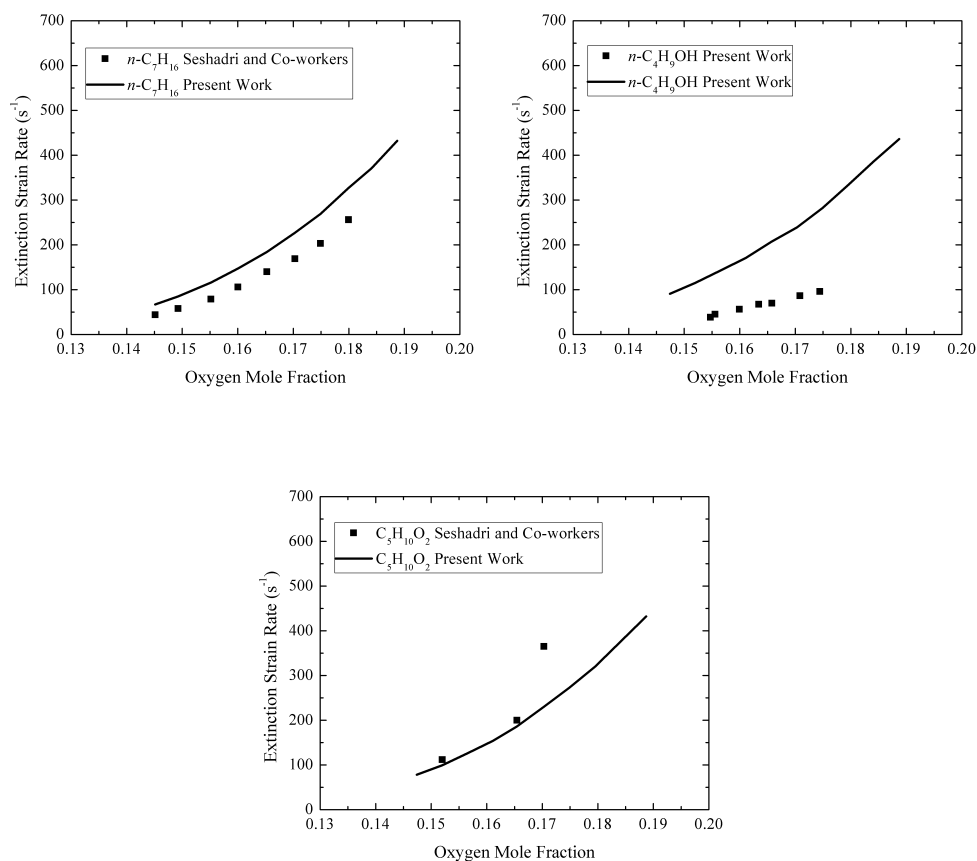 700
600
500
400
300
200
100
0
Extinction Strain Rate (s⁻¹)
n-C₇H₁₆ Seshadri and Co-workers
n-C₇H₁₆ Present Work
0.13 0.14 0.15 0.16 0.17 0.18 0.19 0.20
Oxygen Mole Fraction
700
600
500
400
300
200
100
0
Extinction Strain Rate (s⁻¹)
n-C₄H₉OH Present Work
n-C₄H₉OH Present Work
0.13 0.14 0.15 0.16 0.17 0.18 0.19 0.20
Oxygen Mole Fraction
700
600
500
400
300
200
100
0
Extinction Strain Rate (s⁻¹)
C₅H₁₀O₂ Seshadri and Co-workers
C₅H₁₀O₂ Present Work
0.13 0.14 0.15 0.16 0.17 0.18 0.19 0.20
Oxygen Mole Fraction